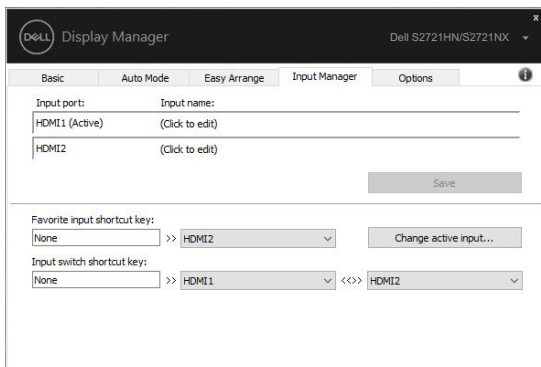 x
DELL Display Manager Dell S2721HN/S2721NX
Basic Auto Mode Easy Arrange Input Manager Options i
Input port: Input name:
HDMI1 (Active) (Click to edit)
HDMI2 (Click to edit)
Save
Favorite input shortcut key:
None >> HDMI2 Change active input...
Input switch shortcut key:
None >> HDMI1 <<>> HDMI2